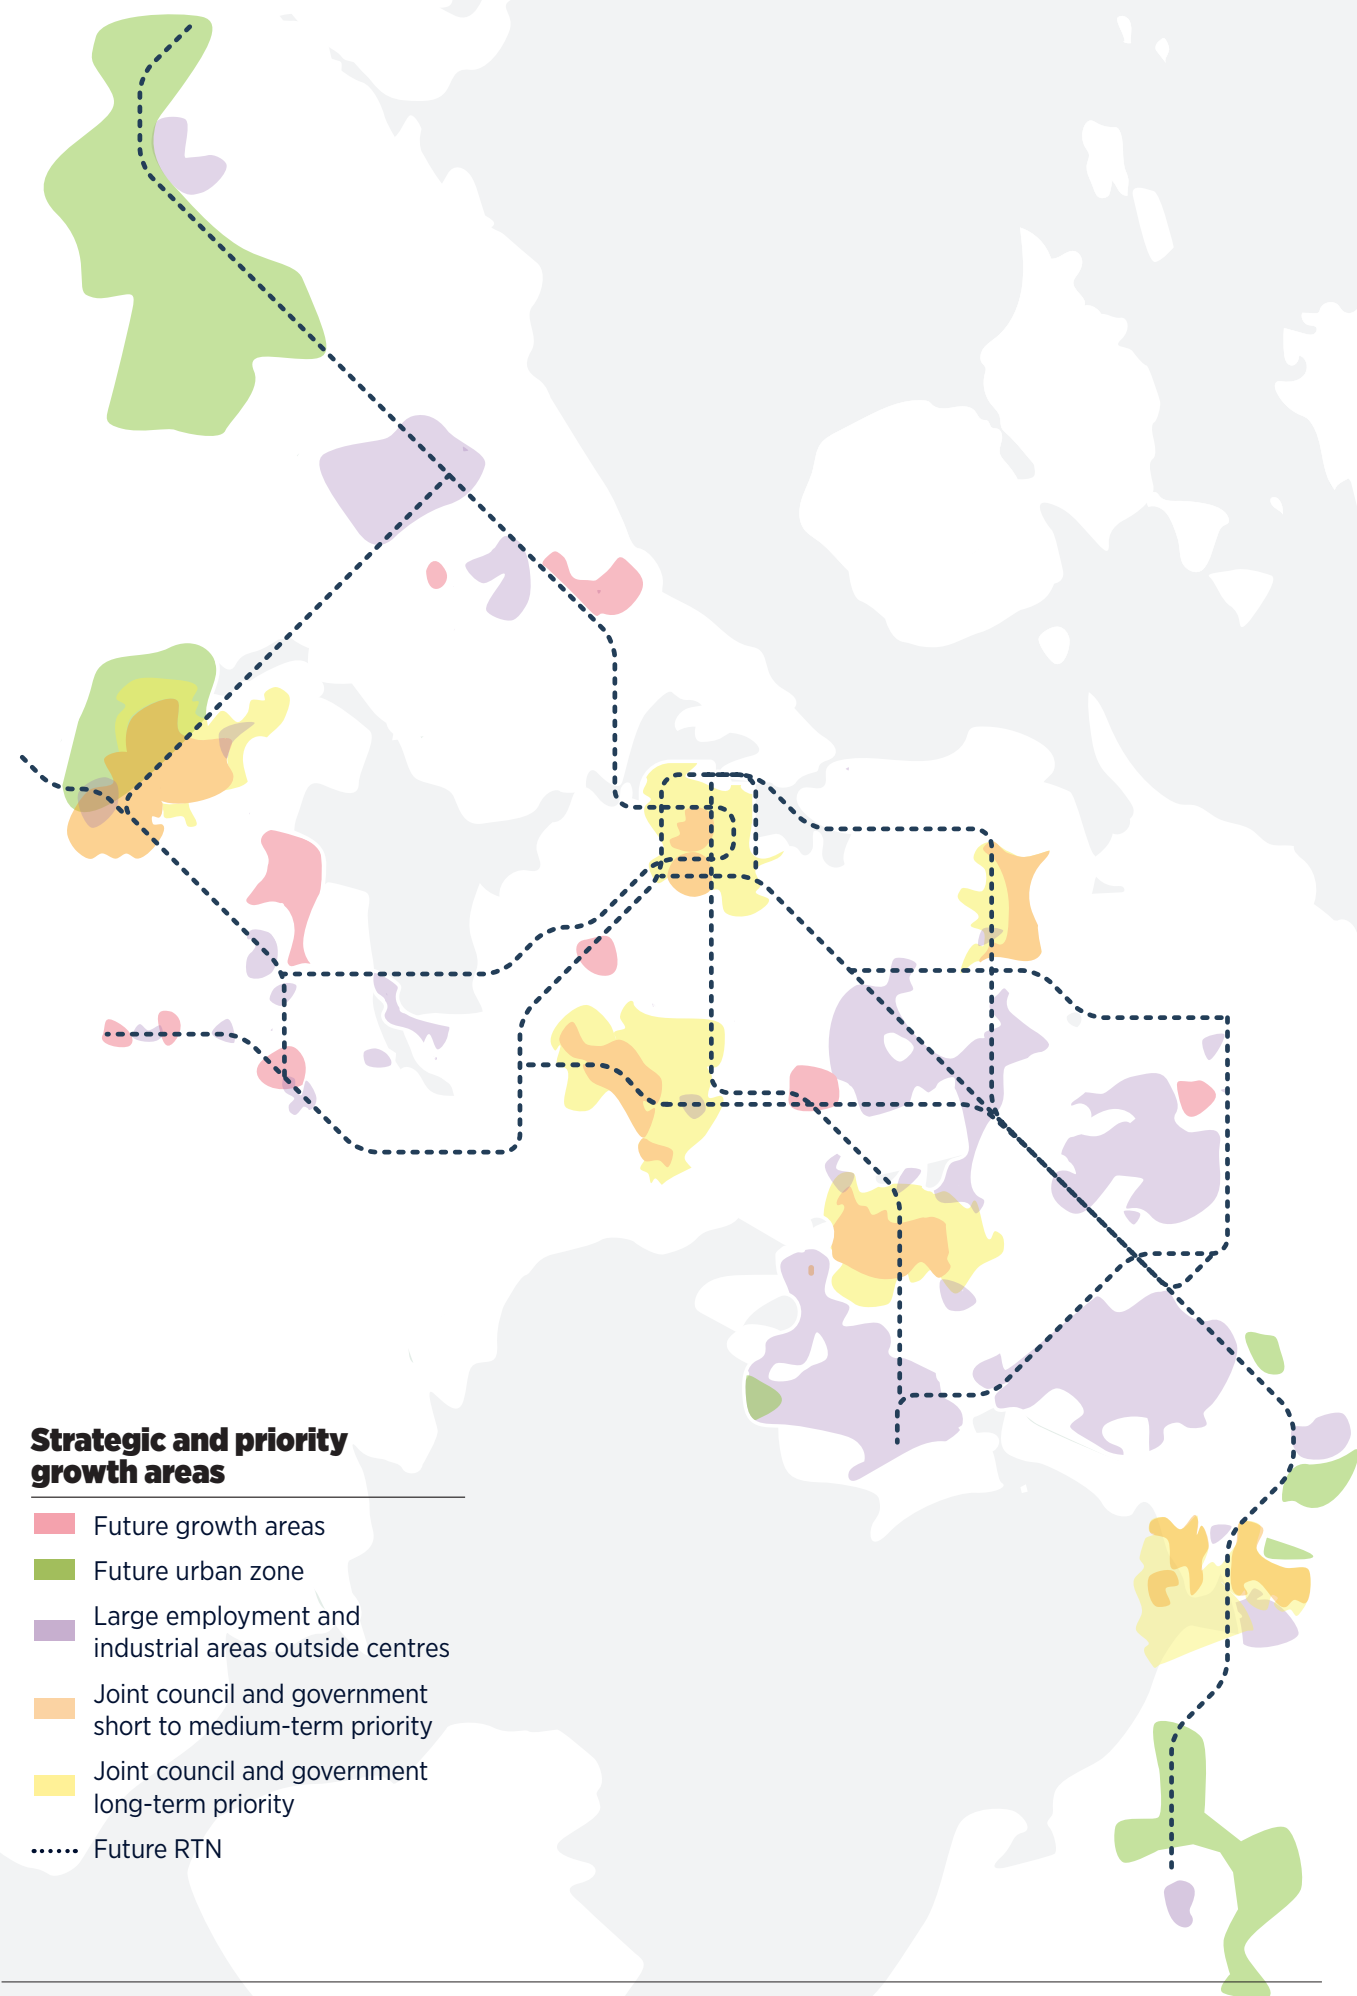 Strategic and priority
growth areas
Future growth areas
Future urban zone
Large employment and
industrial areas outside centres
Joint council and government
short to medium-term priority
Joint council and government
long-term priority
Future RTN